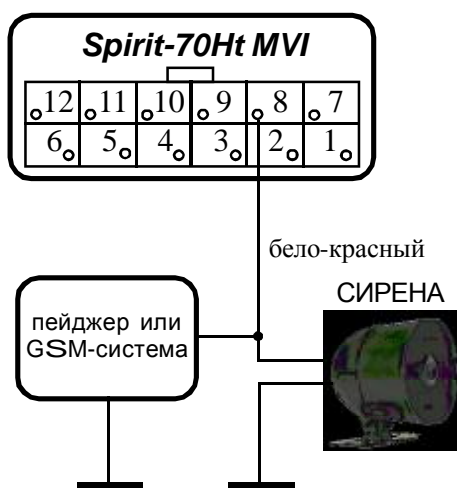 Spirit-70Ht MVI
12 11 10 9 8 7
6 5 4 3 2 1
бело-красный
СИРЕНА
пейджер или
GSM-система